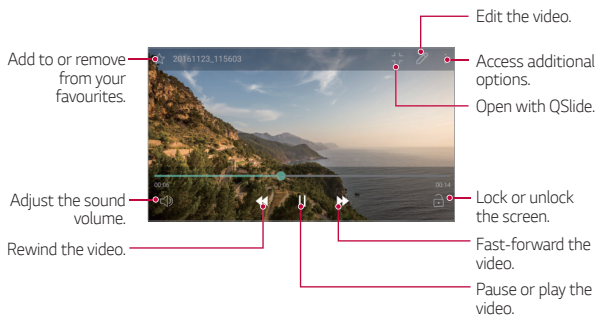 Edit the video.
Add to or remove
from your
favourites.
20161123_115603
Access additional
options.
Open with QSlide.
00:06
00:14
Adjust the sound
volume.
Lock or unlock
the screen.
Rewind the video.
Fast-forward the
video.
Pause or play the
video.